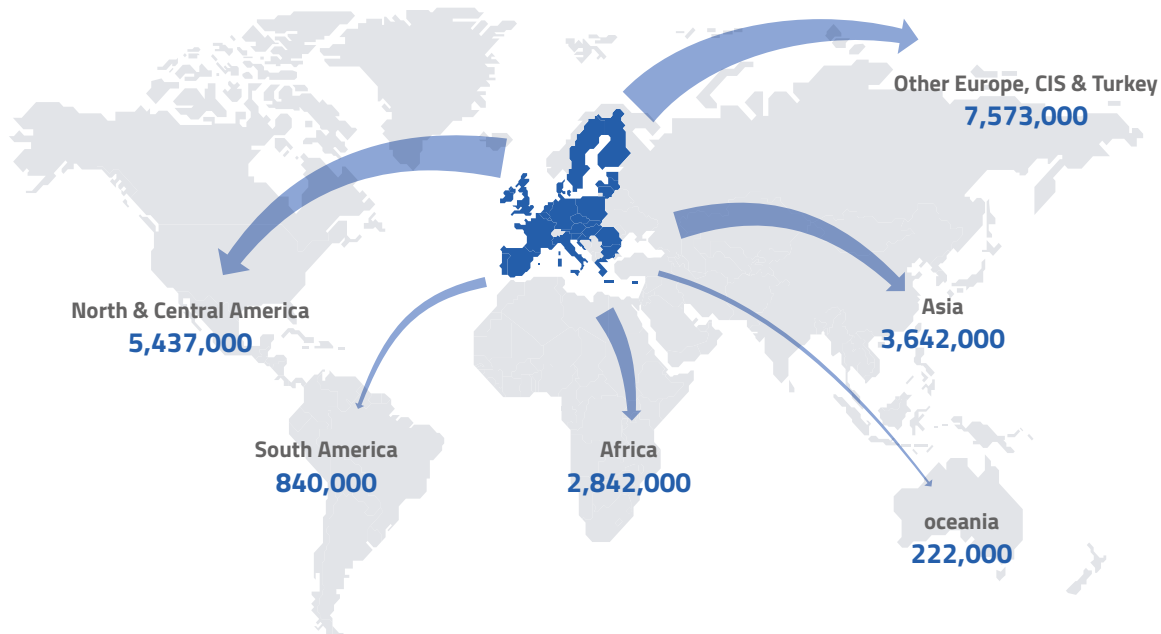 Other Europe, CIS & Turkey
7,573,000
North & Central America
5,437,000
Asia
3,642,000
South America
840,000
Africa
2,842,000
oceania
222,000